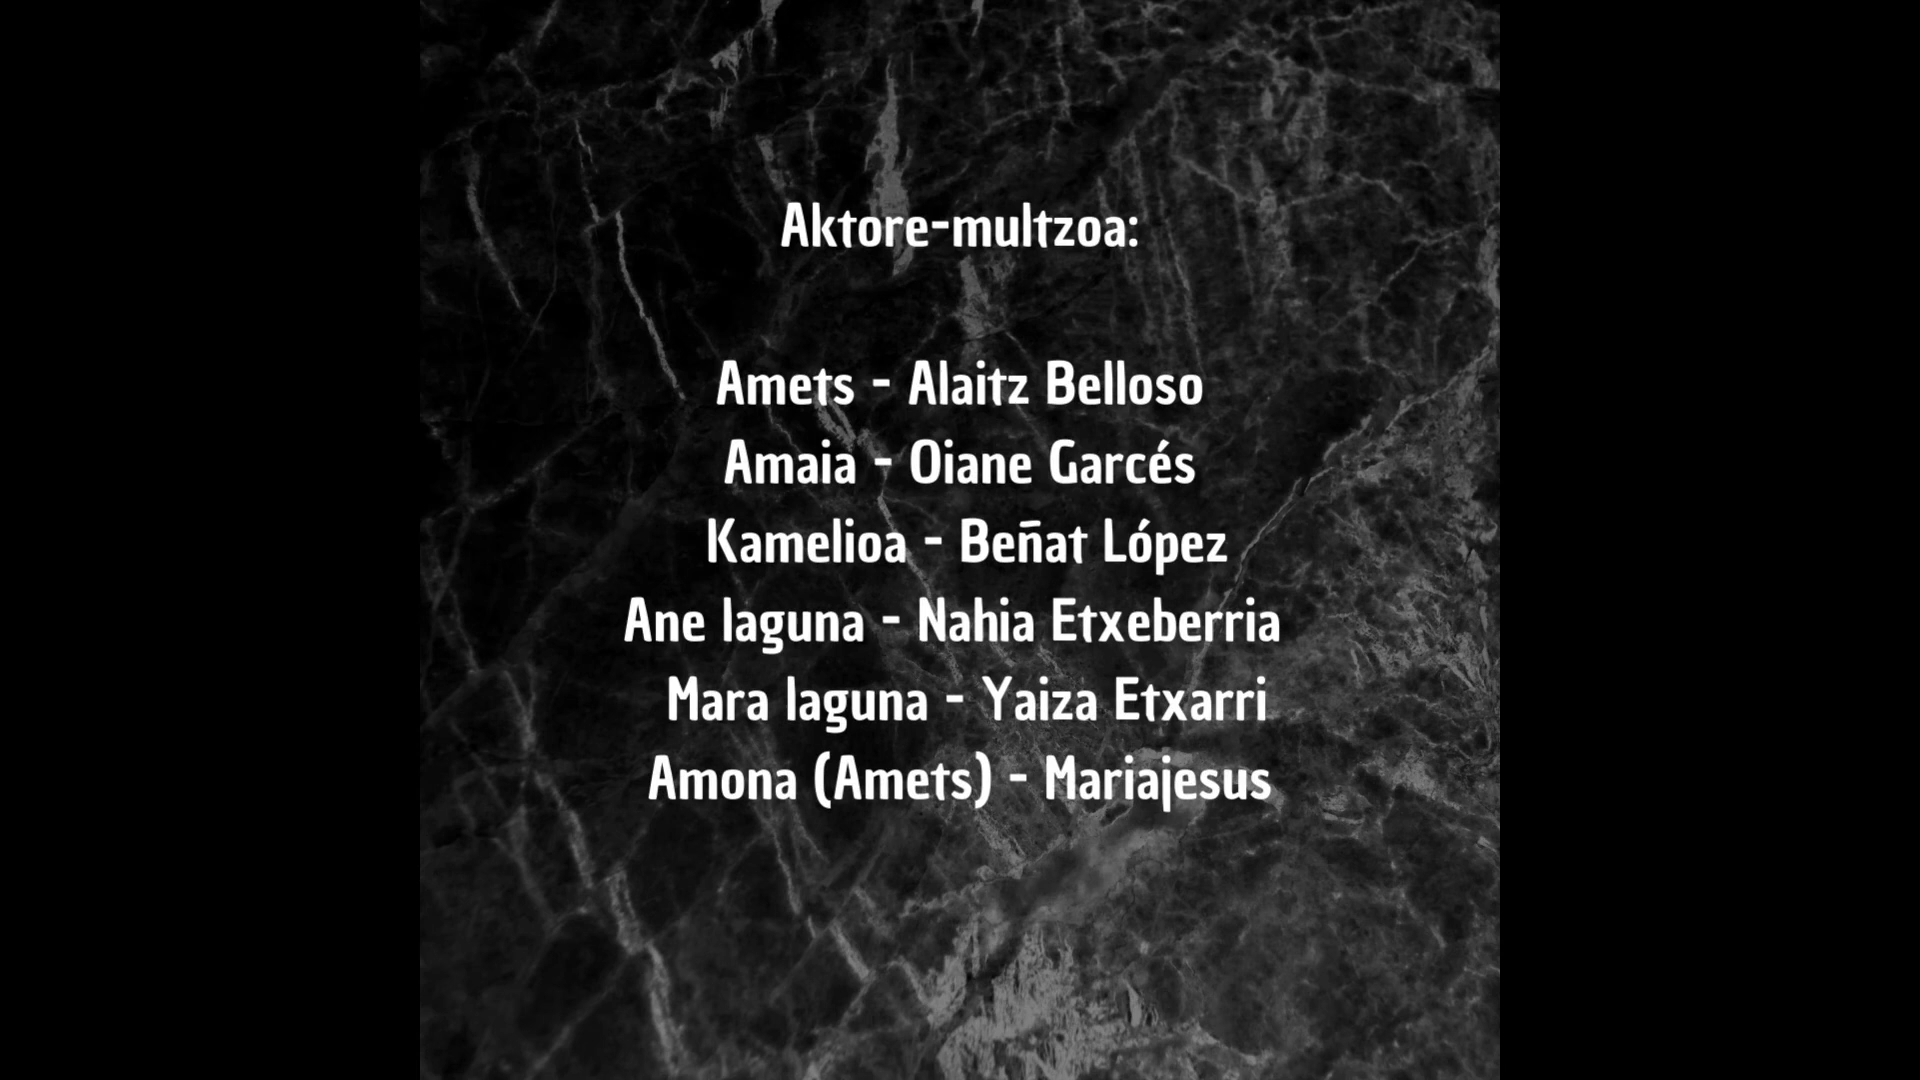 Aktore-multzoa:
Amets - Alaitz Belloso
Amaia - Oiane Garcés
Kamelioa - Beñat López
Ane laguna - Nahia Etxeberria
Mara laguna - Yaiza Etxarri
Amona (Amets) - Mariajesus